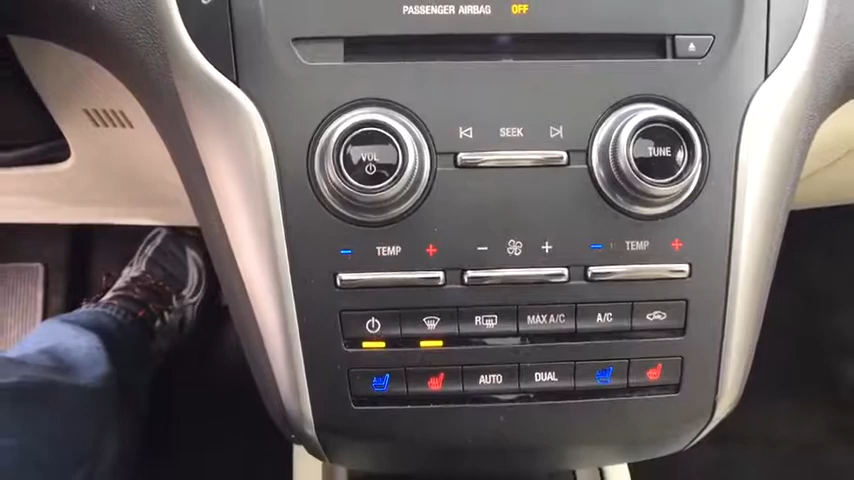 PASSENGER AIRBAG OFF
VOL SEEK TUNE
- TEMP + - + - TEMP +
R MAX A/C A/C
AUTO DUAL